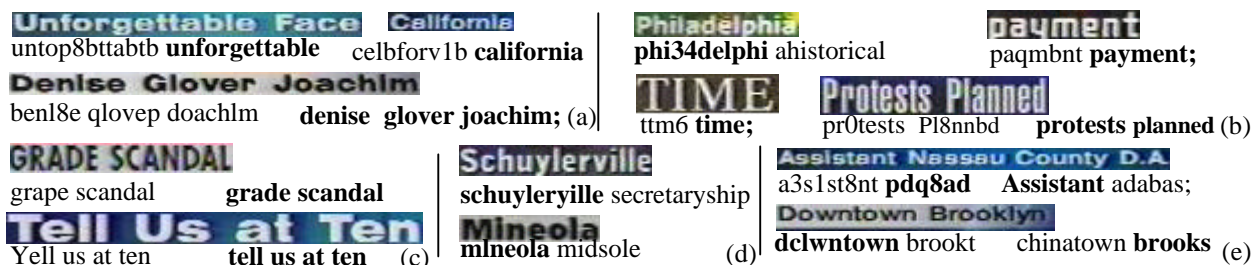 Unforgettable Face California
untop8bttabtb unforgettable celbforv1b california
Denise Glover Joachim
benl8e qlovep doachlm denise glover joachim; (a)
Philadelphia payment
phi34delphi ahistorical paqmbnt payment;
TIME Protests Planned
ttm6 time; pr0tests Pl8nnbd protests planned (b)
GRADE SCANDAL
grape scandal grade scandal
Tell Us at Ten
Yell us at ten tell us at ten (c)
Schuylerville
schuyleryille secretaryship
Mineola
mlneola midsole (d)
Assistant Nassau County D.A
a3s1st8nt pdq8ad Assistant adabas;
Downtown Brooklyn
dclwntown brookt chinatown brooks (e)